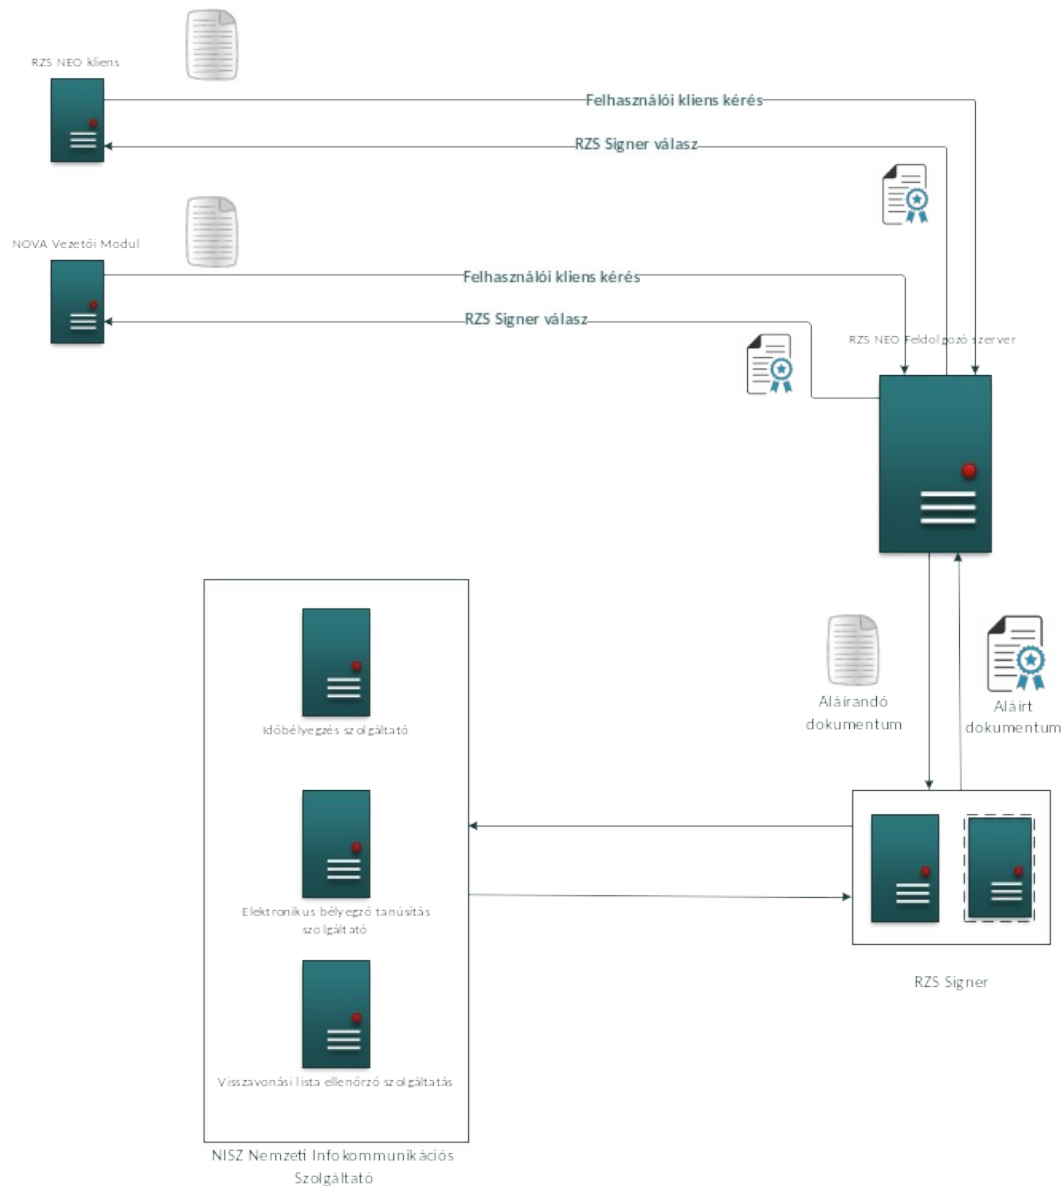 RZS NEO kliens
Felhasználói kliens kérés
RZS Signer válasz
NOVA Vezetői Modul
Felhasználói kliens kérés
RZS Signer válasz
RZS NEO Feldolgozó szerver
Aláírandó
dokumentum
Aláírt
dokumentum
Időbélyegzés szolgáltató
Elektronikus bélyegző tanúsítás
szolgáltató
RZS Signer
Visszavonási lista ellenőrző szolgáltatás
NISZ Nemzeti Infokommunikációs
Szolgáltató